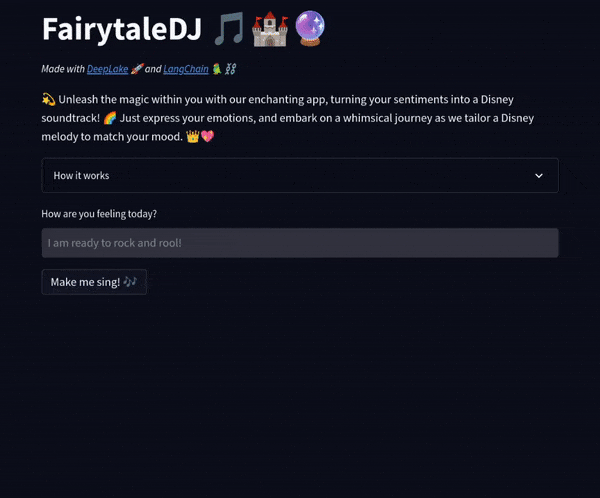 FairytaleDJ 🎵🏰🔮
Made with DeepLake 🚀 and LangChain 🦜⛓️
💫 Unleash the magic within you with our enchanting app, turning your sentiments into a Disney
soundtrack! 🌈 Just express your emotions, and embark on a whimsical journey as we tailor a Disney
melody to match your mood. 👑💖
How it works
How are you feeling today?
I am ready to rock and rool!
Make me sing! 🎶